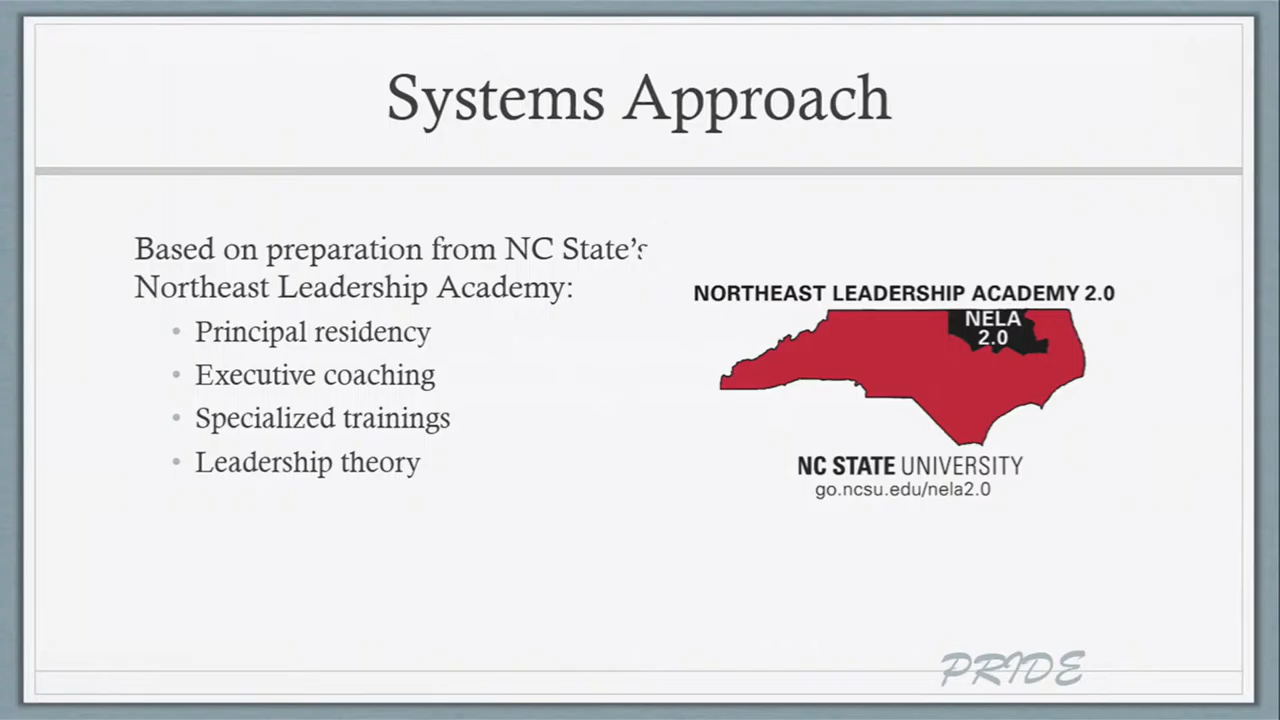 Systems Approach
Based on preparation from NC State's
Northeast Leadership Academy:
• Principal residency
• Executive coaching
• Specialized trainings
• Leadership theory
NORTHEAST LEADERSHIP ACADEMY 2.0
NELA
2.0
NC STATE UNIVERSITY
go.ncsu.edu/nela2.0
PRIDE